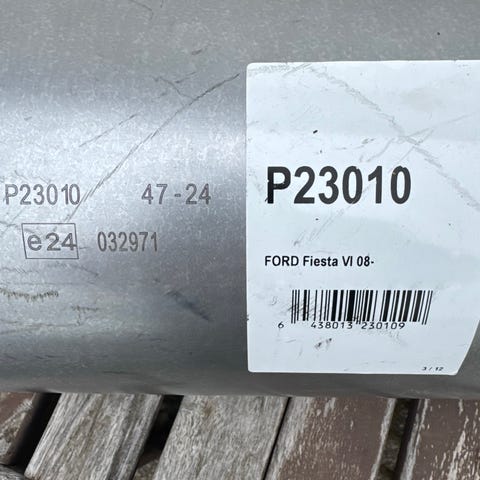 P23010 47-24
e24 032971
P23010
FORD Fiesta VI 08-
6 438013 230109
3 / 12